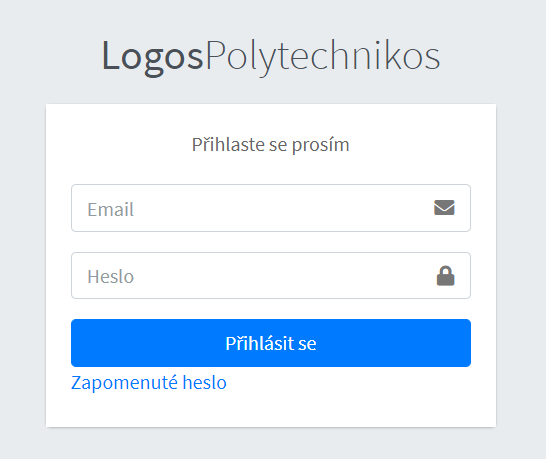 LogosPolytechnikos
Přihlaste se prosím
Email
Heslo
Přihlásit se
Zapomenuté heslo